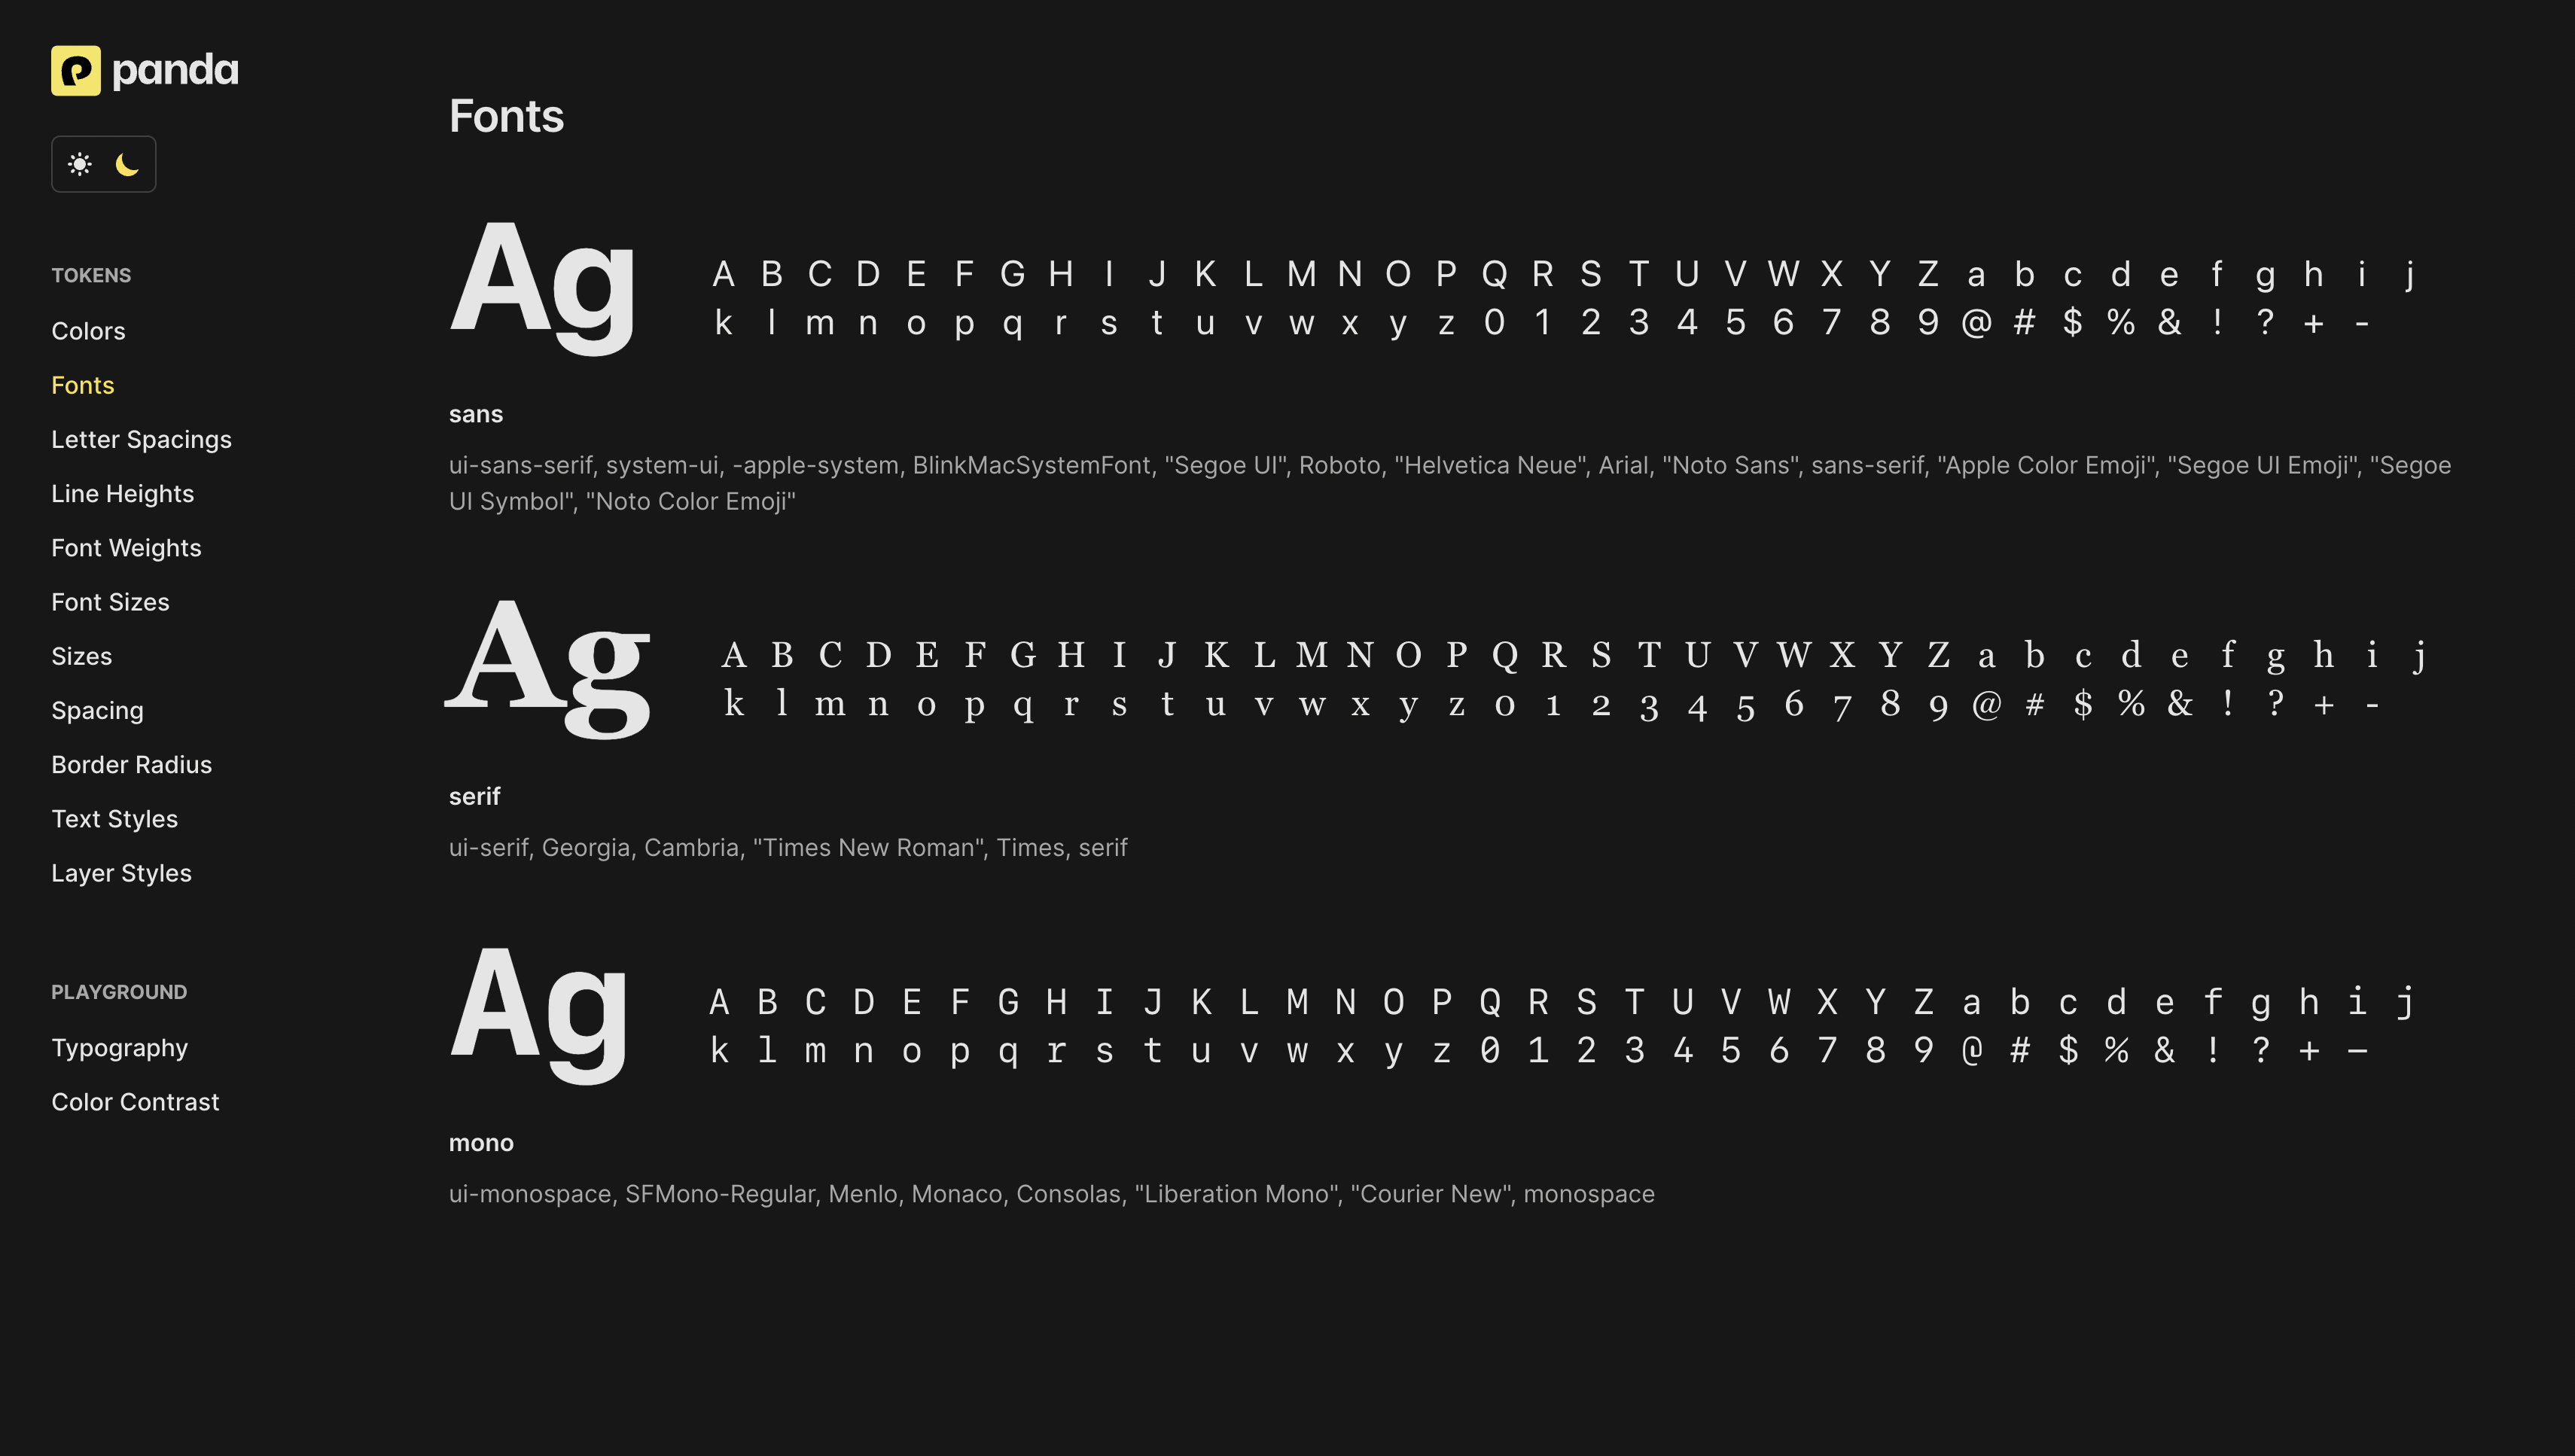 panda
TOKENS
Colors
Fonts
Letter Spacings
Line Heights
Font Weights
Font Sizes
Sizes
Spacing
Border Radius
Text Styles
Layer Styles
PLAYGROUND
Typography
Color Contrast
Fonts
Ag
A B C D E F G H I J K L M N O P Q R S T U V W X Y Z a b c d e f g h i j
k l m n o p q r s t u v w x y z 0 1 2 3 4 5 6 7 8 9 @ # $ % & ! ? + -
sans
ui-sans-serif, system-ui, -apple-system, BlinkMacSystemFont, "Segoe UI", Roboto, "Helvetica Neue", Arial, "Noto Sans", sans-serif, "Apple Color Emoji", "Segoe UI Emoji", "Segoe
UI Symbol", "Noto Color Emoji"
Ag
A B C D E F G H I J K L M N O P Q R S T U V W X Y Z a b c d e f g h i j
k l m n o p q r s t u v w x y z 0 1 2 3 4 5 6 7 8 9 @ # $ % & ! ? + -
serif
ui-serif, Georgia, Cambria, "Times New Roman", Times, serif
Ag
A B C D E F G H I J K L M N O P Q R S T U V W X Y Z a b c d e f g h i j
k l m n o p q r s t u v w x y z 0 1 2 3 4 5 6 7 8 9 @ # $ % & ! ? + -
mono
ui-monospace, SFMono-Regular, Menlo, Monaco, Consolas, "Liberation Mono", "Courier New", monospace